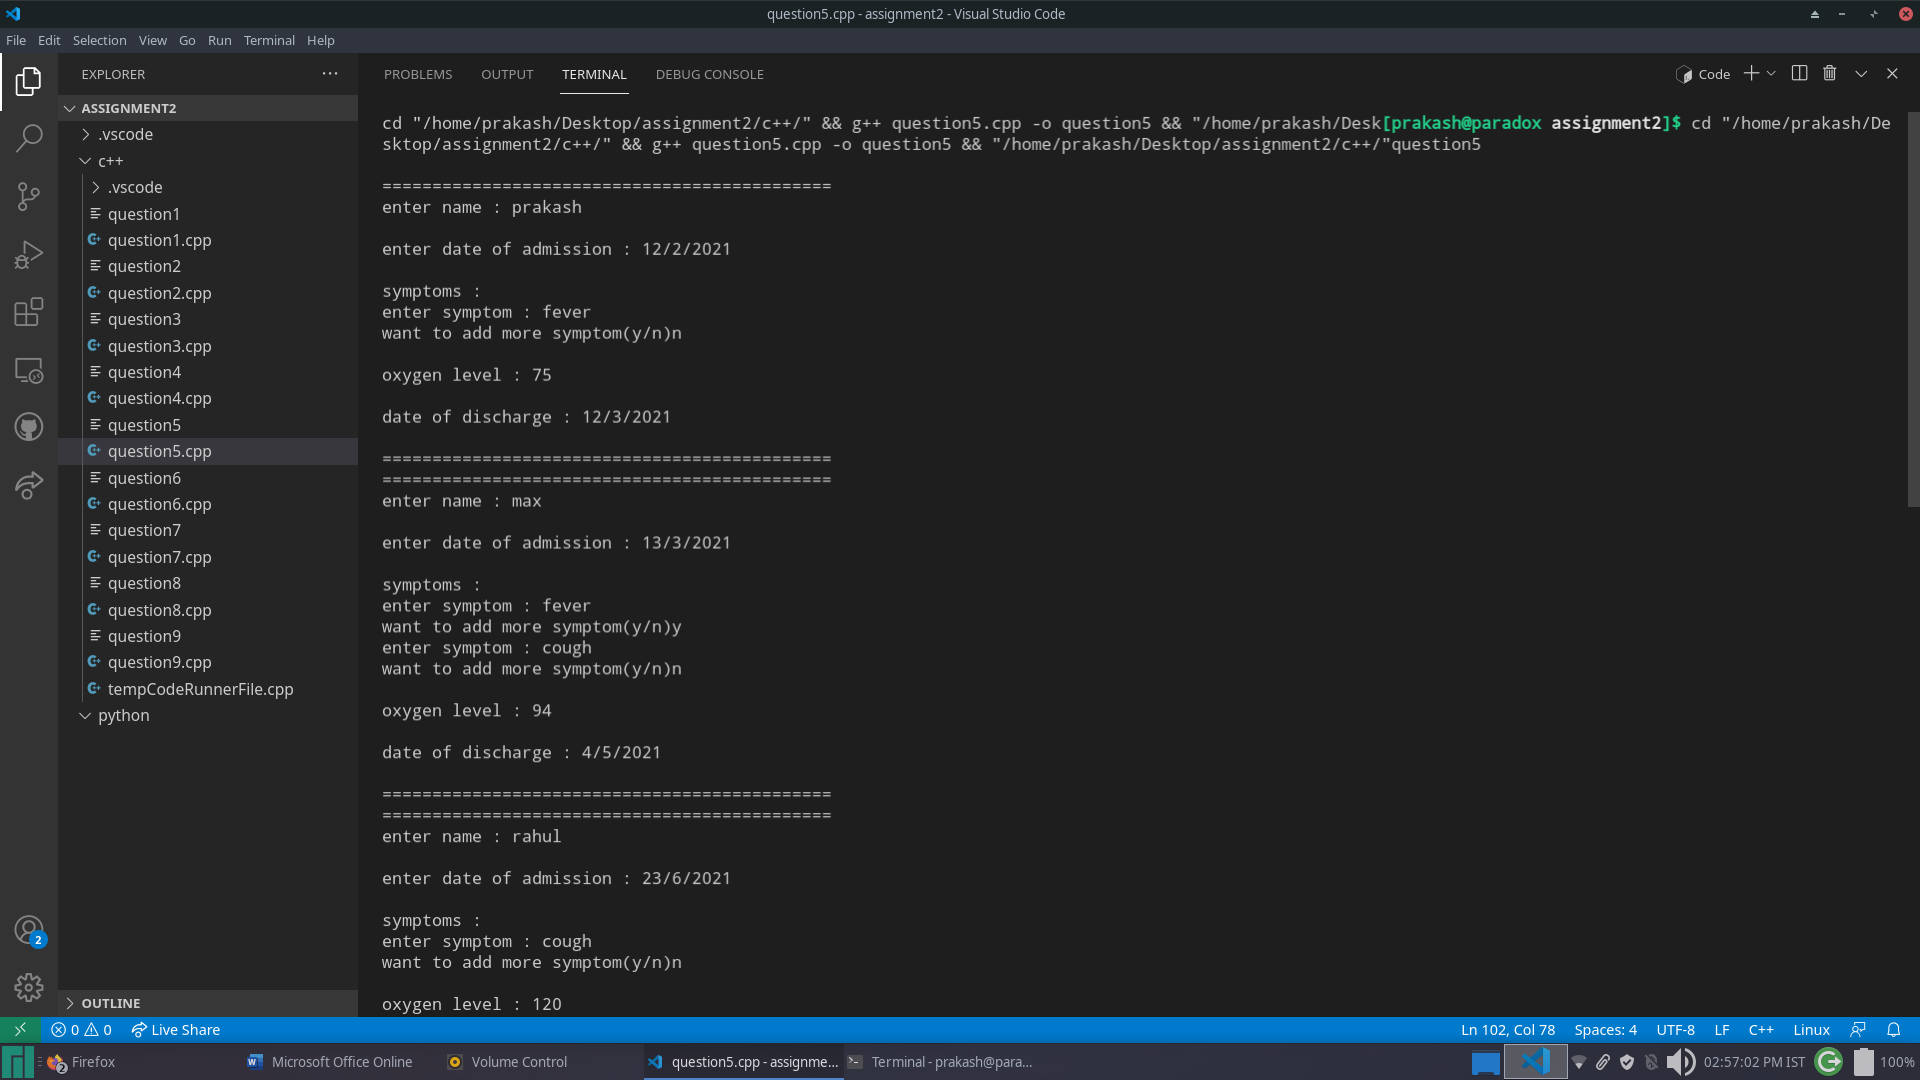 question5.cpp - assignment2 - Visual Studio Code
File Edit Selection View Go Run Terminal Help
EXPLORER
ASSIGNMENT2
.vscode
c++
.vscode
question1
question1.cpp
question2
question2.cpp
question3
question3.cpp
question4
question4.cpp
question5
question5.cpp
question6
question6.cpp
question7
question7.cpp
question8
question8.cpp
question9
question9.cpp
tempCodeRunnerFile.cpp
python
OUTLINE
2
PROBLEMS OUTPUT TERMINAL DEBUG CONSOLE
Code
cd "/home/prakash/Desktop/assignment2/c++/" && g++ question5.cpp -o question5 && "/home/prakash/Desk[prakash@paradox assignment2]$ cd "/home/prakash/De
sktop/assignment2/c++/" && g++ question5.cpp -o question5 && "/home/prakash/Desktop/assignment2/c++/"question5
=============================================
enter name : prakash
enter date of admission : 12/2/2021
symptoms :
enter symptom : fever
want to add more symptom(y/n)n
oxygen level : 75
date of discharge : 12/3/2021
=============================================
=============================================
enter name : max
enter date of admission : 13/3/2021
symptoms :
enter symptom : fever
want to add more symptom(y/n)y
enter symptom : cough
want to add more symptom(y/n)n
oxygen level : 94
date of discharge : 4/5/2021
=============================================
=============================================
enter name : rahul
enter date of admission : 23/6/2021
symptoms :
enter symptom : cough
want to add more symptom(y/n)n
oxygen level : 120
0 0 Live Share Ln 102, Col 78 Spaces: 4 UTF-8 LF C++ Linux
2 Firefox Microsoft Office Online Volume Control question5.cpp - assignme... Terminal - prakash@para... 02:57:02 PM IST 100%